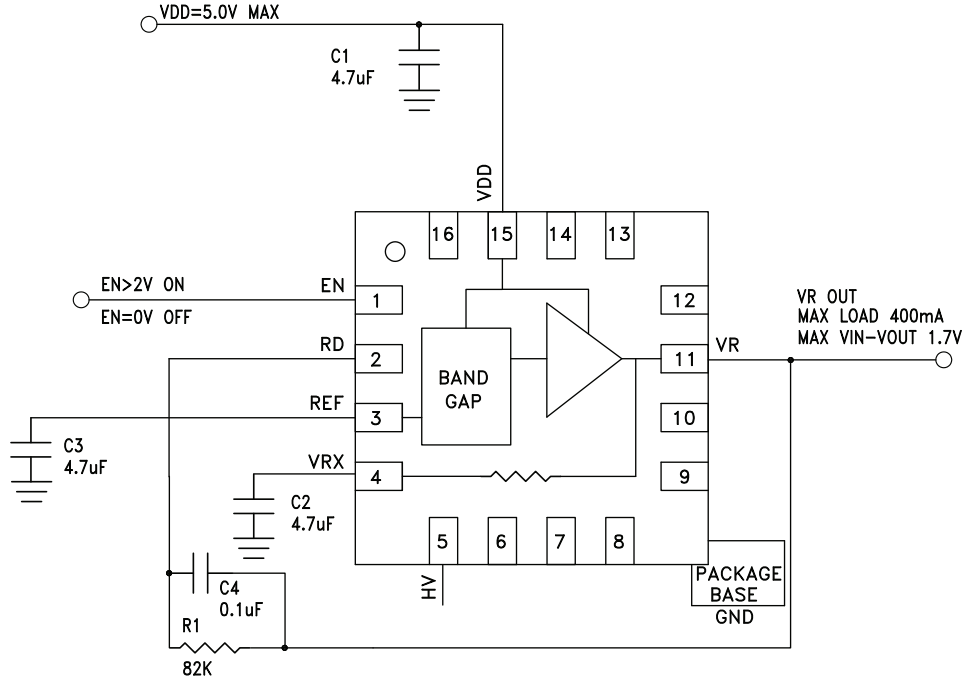 VDD=5.0V MAX
C1
4.7uF
VDD
16
15
14
13
EN>2V ON
EN=0V OFF
EN
1
12
VR OUT
MAX LOAD 400mA
MAX VIN-VOUT 1.7V
RD
2
11
VR
BAND
GAP
REF
3
10
C3
4.7uF
VRX
4
9
C2
4.7uF
5
6
7
8
HV
PACKAGE
BASE
GND
C4
0.1uF
R1
82K